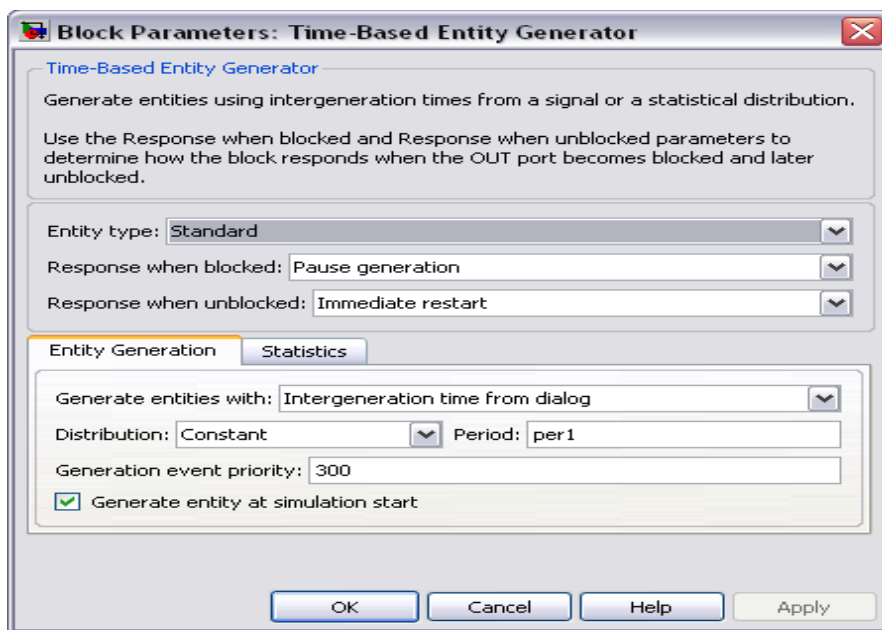 Block Parameters: Time-Based Entity Generator
Time-Based Entity Generator
Generate entities using intergeneration times from a signal or a statistical distribution.
Use the Response when blocked and Response when unblocked parameters to
determine how the block responds when the OUT port becomes blocked and later
unblocked.
Entity type: Standard
Response when blocked: Pause generation
Response when unblocked: Immediate restart
Entity Generation Statistics
Generate entities with: Intergeneration time from dialog
Distribution: Constant Period: per1
Generation event priority: 300
Generate entity at simulation start
OK Cancel Help Apply